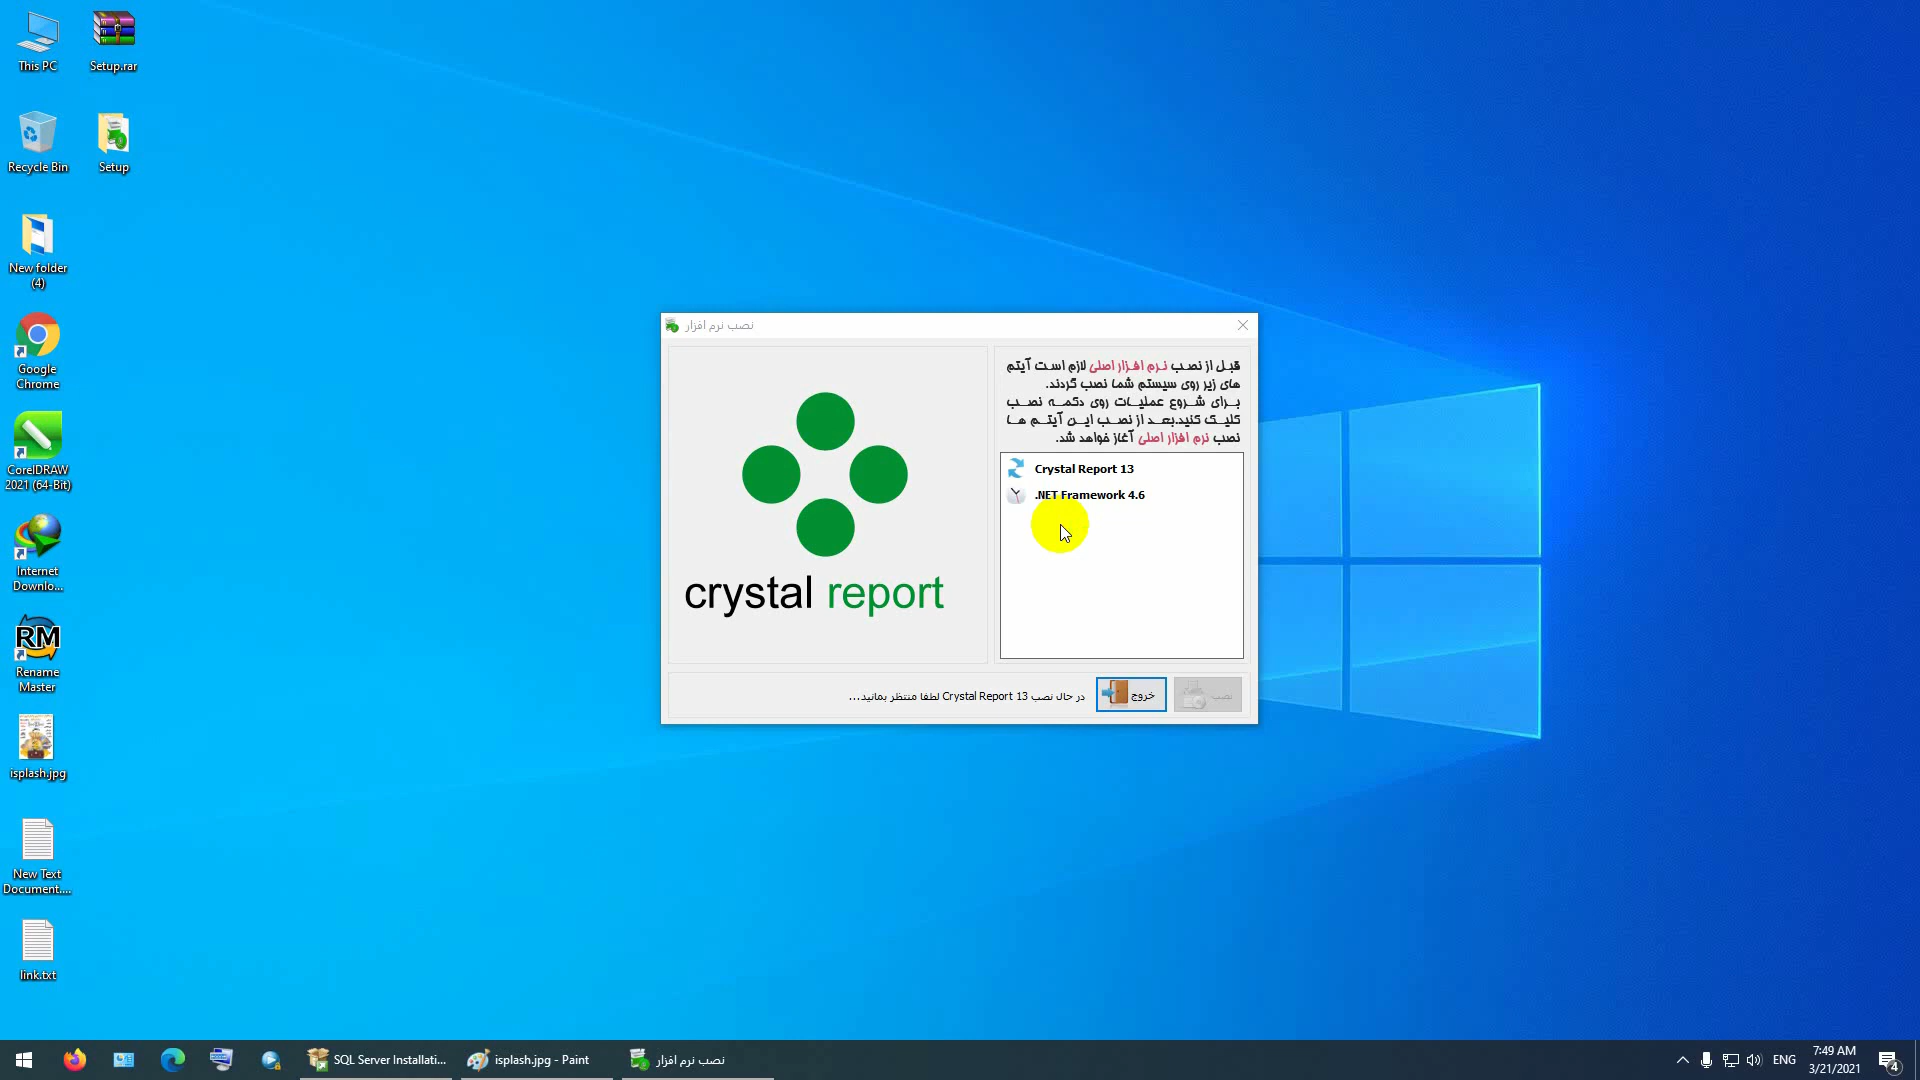 This PC
Setup.rar
Recycle Bin
Setup
New folder
(4)
Google
Chrome
CorelDRAW
2021 (64-Bit)
Internet
Downlo...
RM
Rename
Master
isplash.jpg
New Text
Document....
link.txt
نصب نرم افزار
قبل از نصب نرم افزار اصلی لازم است آیتم
های زیر روی سیستم شما نصب گردند.
برای شروع عملیات روی دکمه نصب
کلیک کنید.بعد از نصب این آیتم ها
نصب نرم افزار اصلی آغاز خواهد شد.
Crystal Report 13
.NET Framework 4.6
crystal report
در حال نصب Crystal Report 13 لطفا منتظر بمانید...
خروج
نصب
SQL Server Installati...
isplash.jpg - Paint
نصب نرم افزار
ENG
7:49 AM
3/21/2021
4